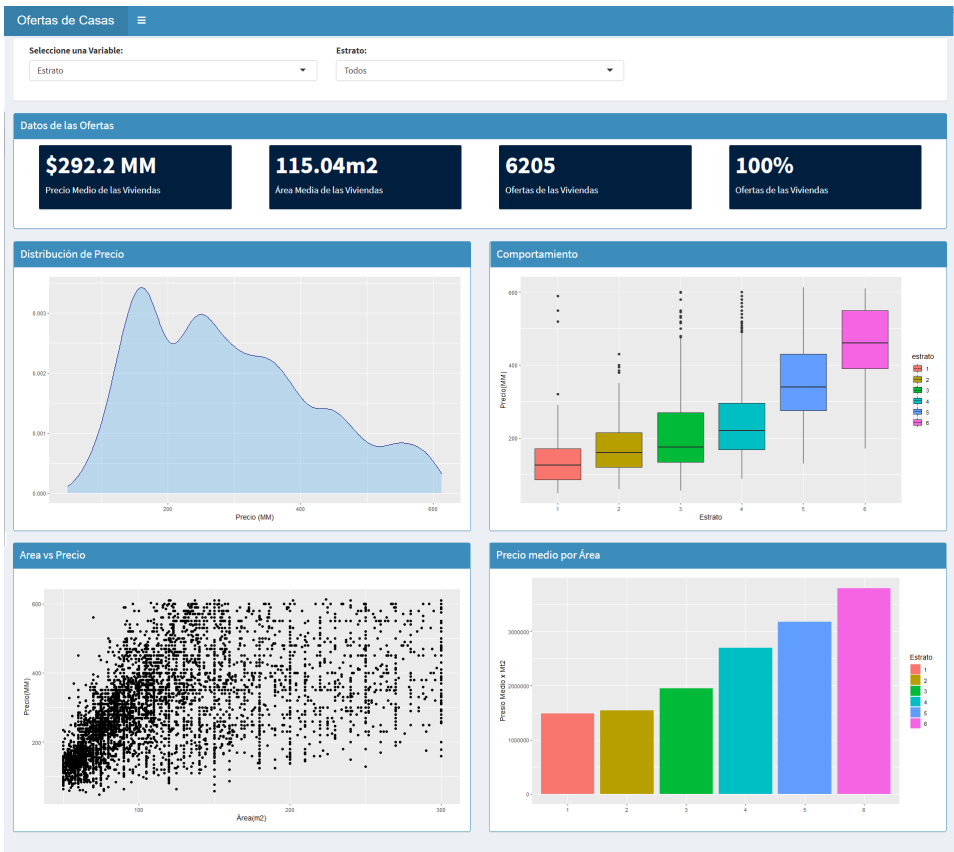 Ofertas de Casas
Seleccione una Variable:
Estrato:
Estrato
Todos
Datos de las Ofertas
$292.2 MM
Precio Medio de las Viviendas
115.04m2
Área Media de las Viviendas
6205
Ofertas de las Viviendas
100%
Ofertas de las Viviendas
Distribución de Precio
0.003
0.002
0.001
0.000
200
400
600
Precio (MM)
Comportamiento
600
400
200
Precio(MM)
1
2
3
4
5
6
Estrato
estrato
1
2
3
4
5
6
Area vs Precio
600
400
200
Precio(MM)
100
200
300
Área(m2)
Precio medio por Área
3000000
2000000
1000000
0
Presio Medio x Mt2
1
2
3
4
5
6
Estrato
1
2
3
4
5
6